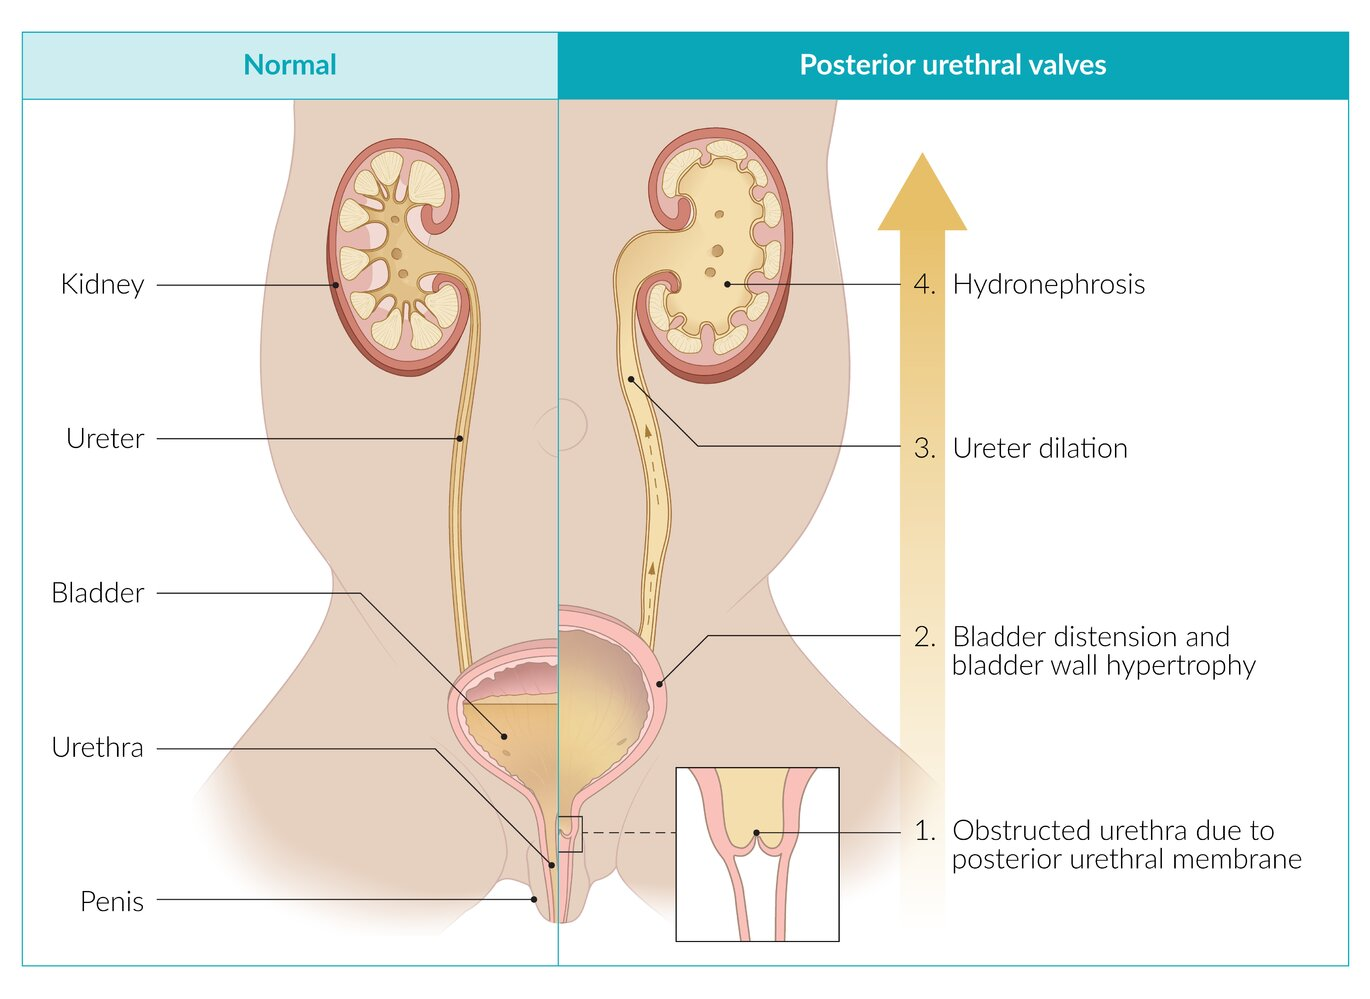 Normal
Posterior urethral valves
Kidney
Ureter
Bladder
Urethra
Penis
4. Hydronephrosis
3. Ureter dilation
2. Bladder distension and
bladder wall hypertrophy
1. Obstructed urethra due to
posterior urethral membrane